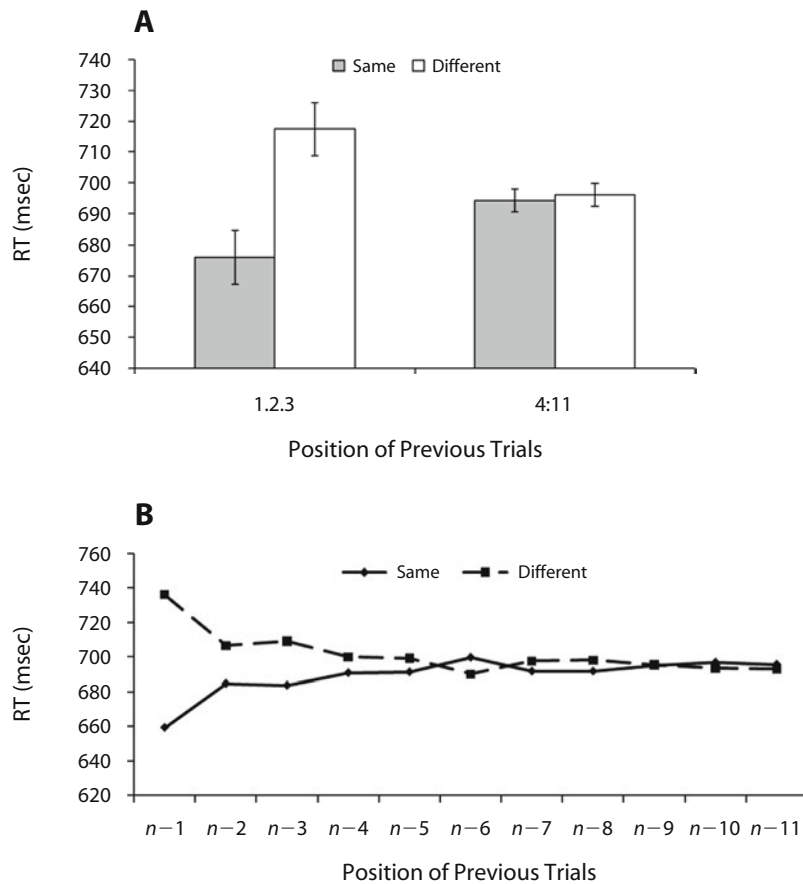 A
Same Different
740
730
720
710
700
690
680
670
660
650
640
RT (msec)
1.2.3 4:11
Position of Previous Trials
B
Same Different
760
740
720
700
680
660
640
620
RT (msec)
n−1 n−2 n−3 n−4 n−5 n−6 n−7 n−8 n−9 n−10 n−11
Position of Previous Trials